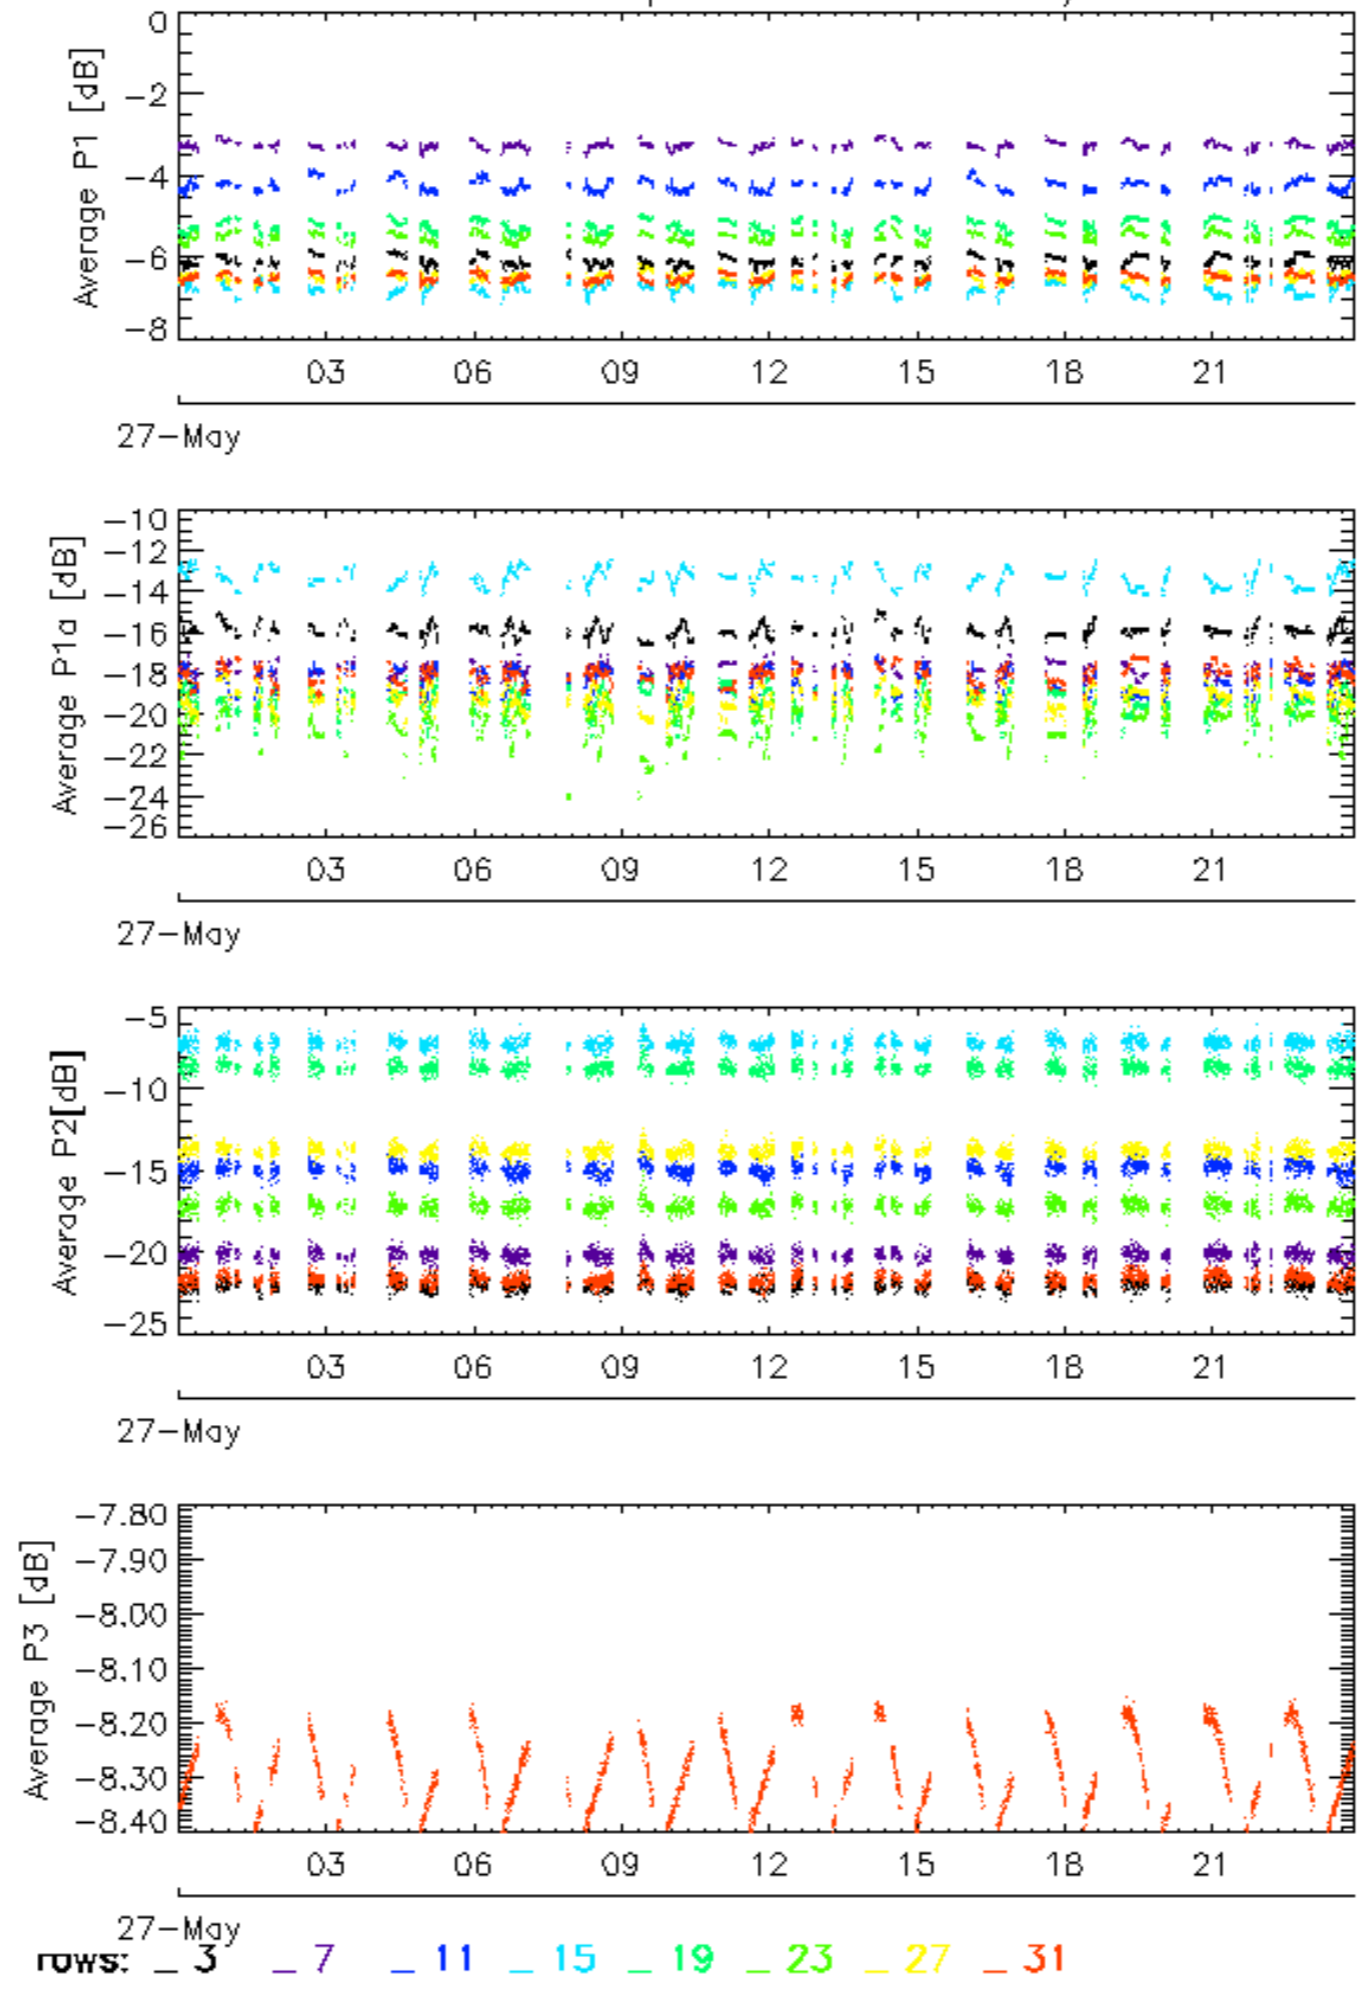 0
-2
-4
-6
-8
Average P1 [dB]
03 06 09 12 15 18 21
27-May
-10
-12
-14
-16
-18
-20
-22
-24
-26
Average P1a [dB]
03 06 09 12 15 18 21
27-May
-5
-10
-15
-20
-25
Average P2[dB]
03 06 09 12 15 18 21
27-May
-7.80
-7.90
-8.00
-8.10
-8.20
-8.30
-8.40
Average P3 [dB]
03 06 09 12 15 18 21
27-May
rows: _ 3 _ 7 _ 11 _ 15 _ 19 _ 23 _ 27 _ 31